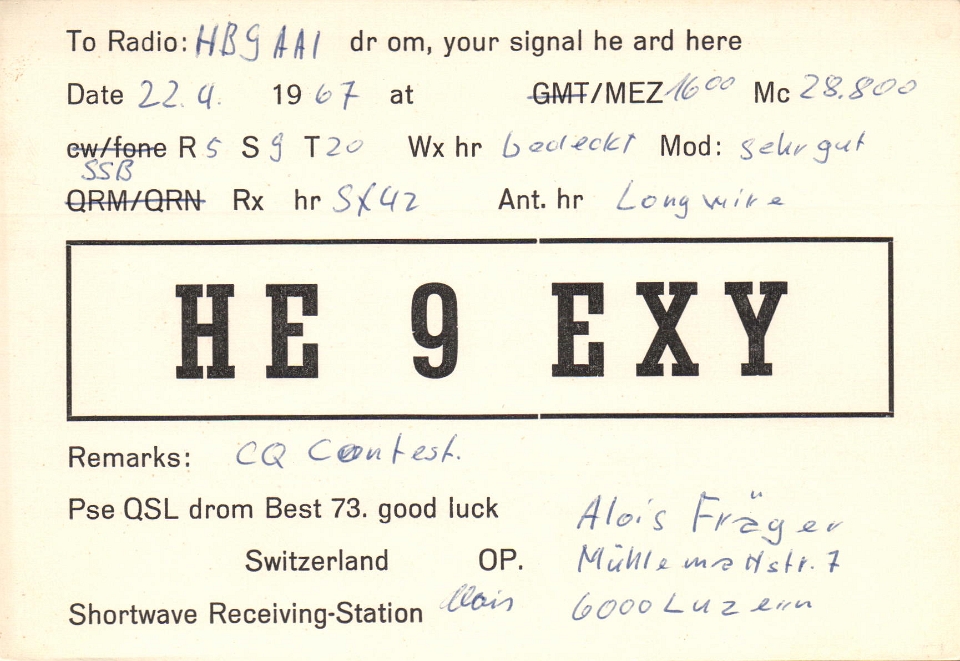 To Radio: HB9AAI dr om, your signal he ard here
Date 22.4. 1967 at GMT/MEZ 16⁰⁰ Mc 28.800
cw/fone R 5 S 9 T 20 Wx hr bedeckt Mod: sehr gut
SSB
QRM/QRN Rx hr SX42 Ant. hr Longwire
HE 9 EXY
Remarks: CQ Contest.
Pse QSL drom Best 73. good luck Alois Fräger
Switzerland OP. Mühlemattstr. 7
Shortwave Receiving-Station Alois 6000 Luzern